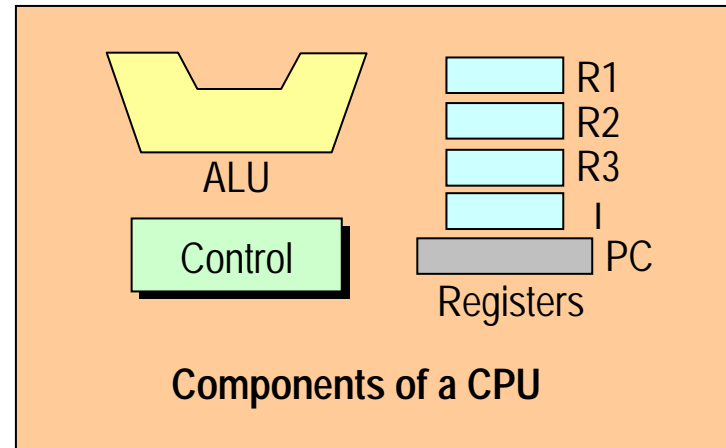 ALU
Control
R1
R2
R3
I
PC
Registers
Components of a CPU